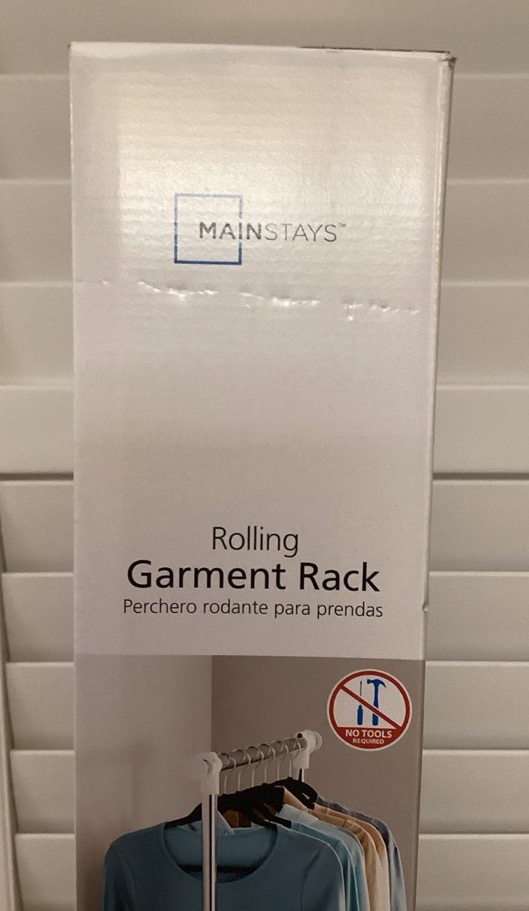 MAINSTAYS™
Rolling
Garment Rack
Perchero rodante para prendas
NO TOOLS
REQUIRED